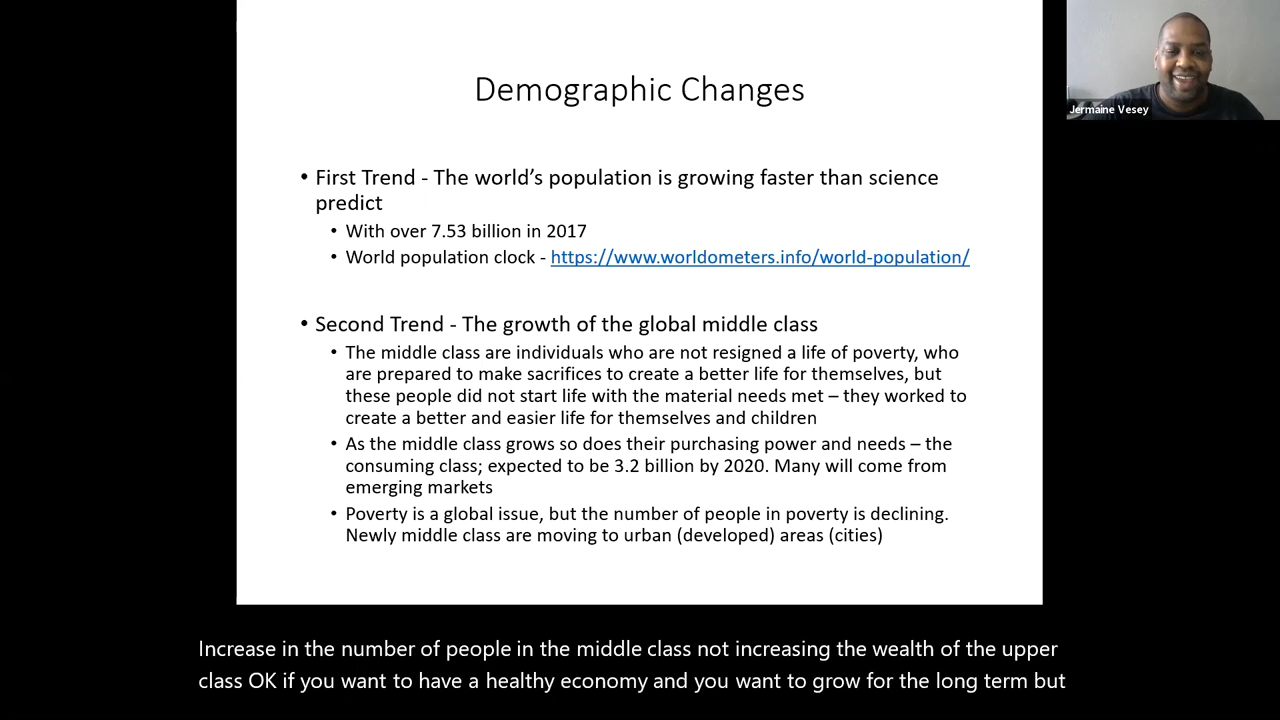 Demographic Changes
Jermaine Vesey
• First Trend - The world’s population is growing faster than science
predict
• With over 7.53 billion in 2017
• World population clock - https://www.worldometers.info/world-population/
• Second Trend - The growth of the global middle class
• The middle class are individuals who are not resigned a life of poverty, who
are prepared to make sacrifices to create a better life for themselves, but
these people did not start life with the material needs met – they worked to
create a better and easier life for themselves and children
• As the middle class grows so does their purchasing power and needs – the
consuming class; expected to be 3.2 billion by 2020. Many will come from
emerging markets
• Poverty is a global issue, but the number of people in poverty is declining.
Newly middle class are moving to urban (developed) areas (cities)
Increase in the number of people in the middle class not increasing the wealth of the upper
class OK if you want to have a healthy economy and you want to grow for the long term but